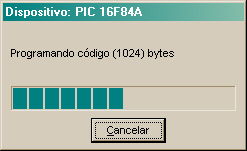 Dispositivo: PIC 16F84A
Programando código (1024) bytes
Cancelar